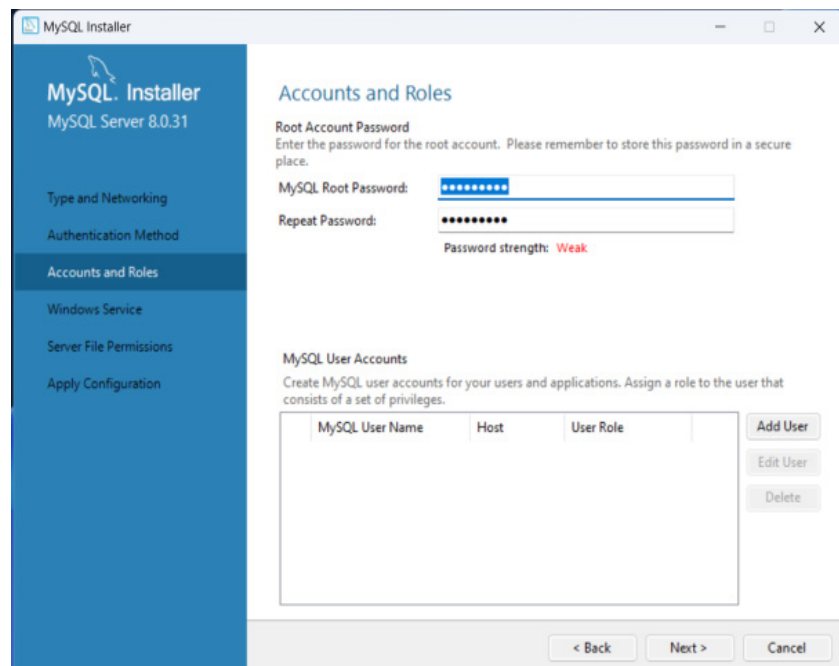 MySQL Installer
MySQL. Installer
MySQL Server 8.0.31
Type and Networking
Authentication Method
Accounts and Roles
Windows Service
Server File Permissions
Apply Configuration
Accounts and Roles
Root Account Password
Enter the password for the root account. Please remember to store this password in a secure
place.
MySQL Root Password: •••••••••
Repeat Password: •••••••••
Password strength: Weak
MySQL User Accounts
Create MySQL user accounts for your users and applications. Assign a role to the user that
consists of a set of privileges.
MySQL User Name Host User Role
Add User
Edit User
Delete
< Back Next > Cancel